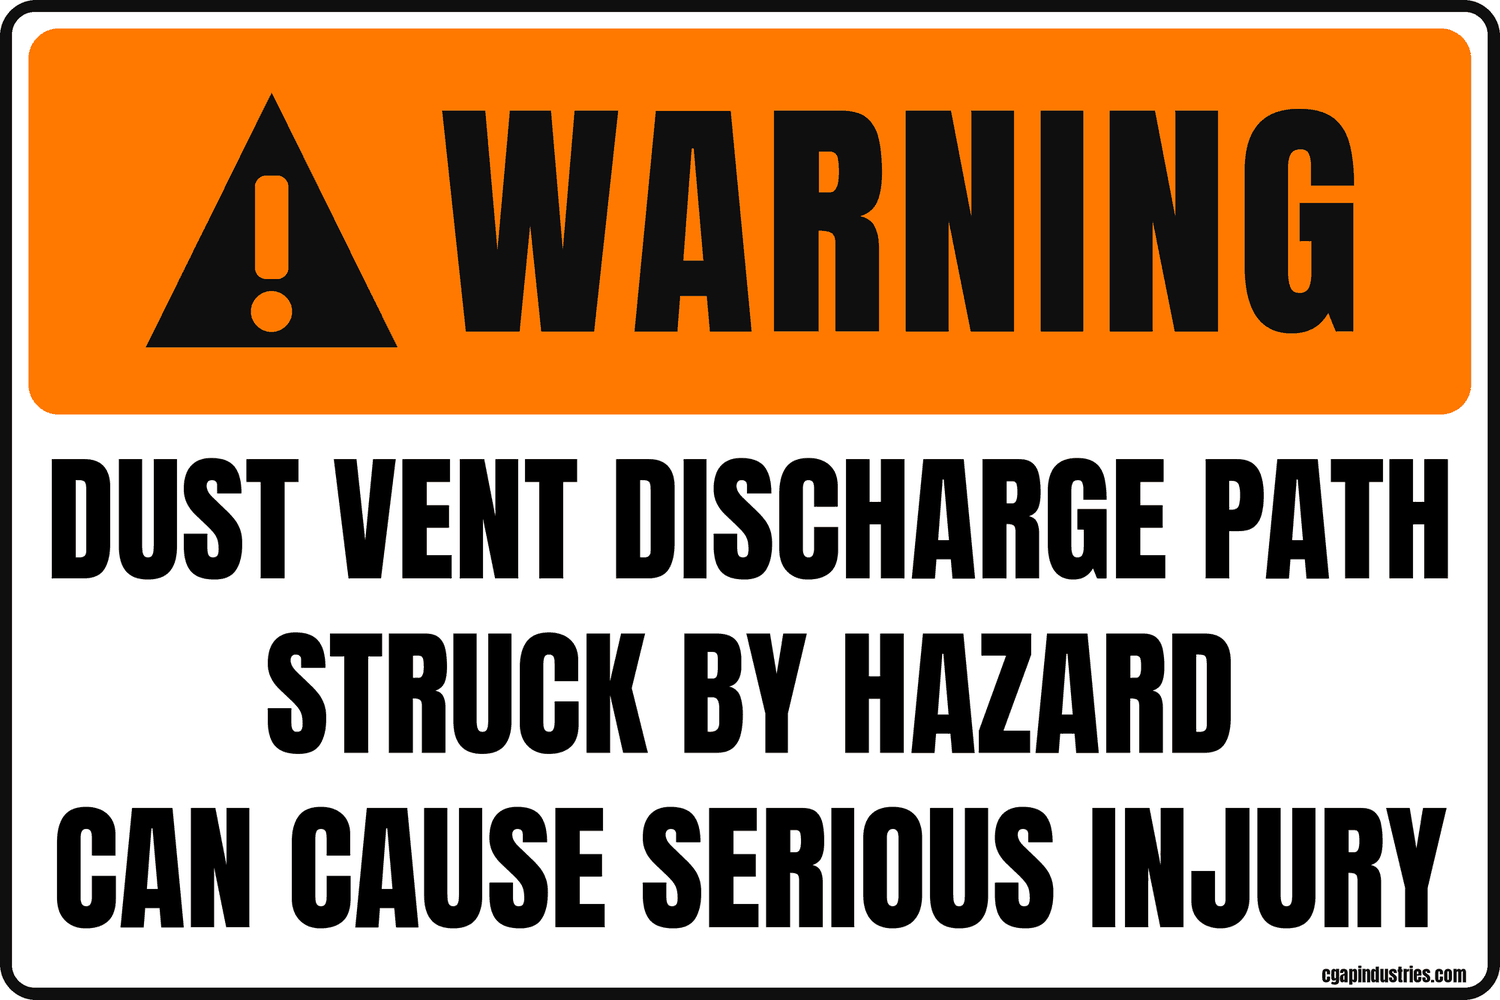 WARNING
DUST VENT DISCHARGE PATH
STRUCK BY HAZARD
CAN CAUSE SERIOUS INJURY
cgapindustries.com